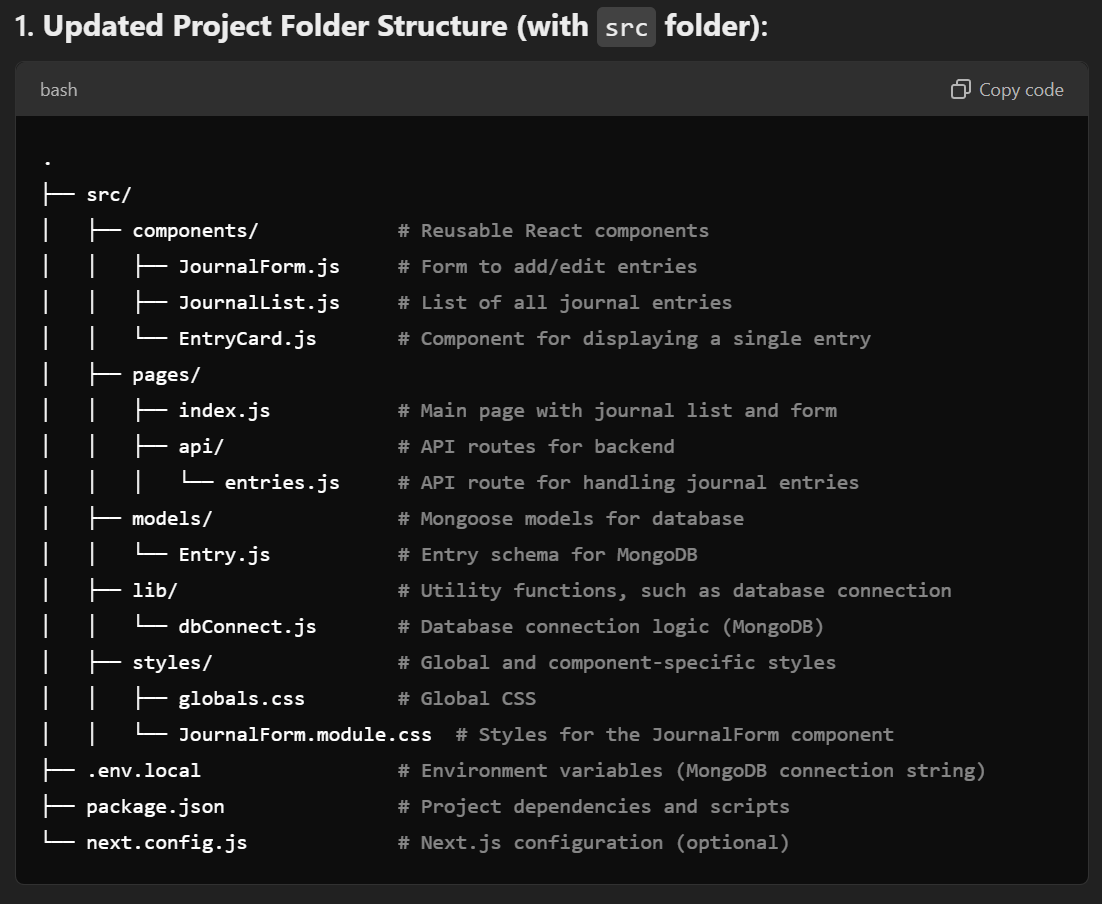 1. Updated Project Folder Structure (with src folder):
bash Copy code
.
├── src/
│   ├── components/            # Reusable React components
│   │   ├── JournalForm.js     # Form to add/edit entries
│   │   ├── JournalList.js     # List of all journal entries
│   │   └── EntryCard.js       # Component for displaying a single entry
│   ├── pages/
│   │   ├── index.js           # Main page with journal list and form
│   │   ├── api/               # API routes for backend
│   │   │   └── entries.js     # API route for handling journal entries
│   ├── models/                # Mongoose models for database
│   │   └── Entry.js           # Entry schema for MongoDB
│   ├── lib/                   # Utility functions, such as database connection
│   │   └── dbConnect.js       # Database connection logic (MongoDB)
│   ├── styles/                # Global and component-specific styles
│   │   ├── globals.css        # Global CSS
│   │   └── JournalForm.module.css  # Styles for the JournalForm component
├── .env.local                 # Environment variables (MongoDB connection string)
├── package.json               # Project dependencies and scripts
└── next.config.js             # Next.js configuration (optional)